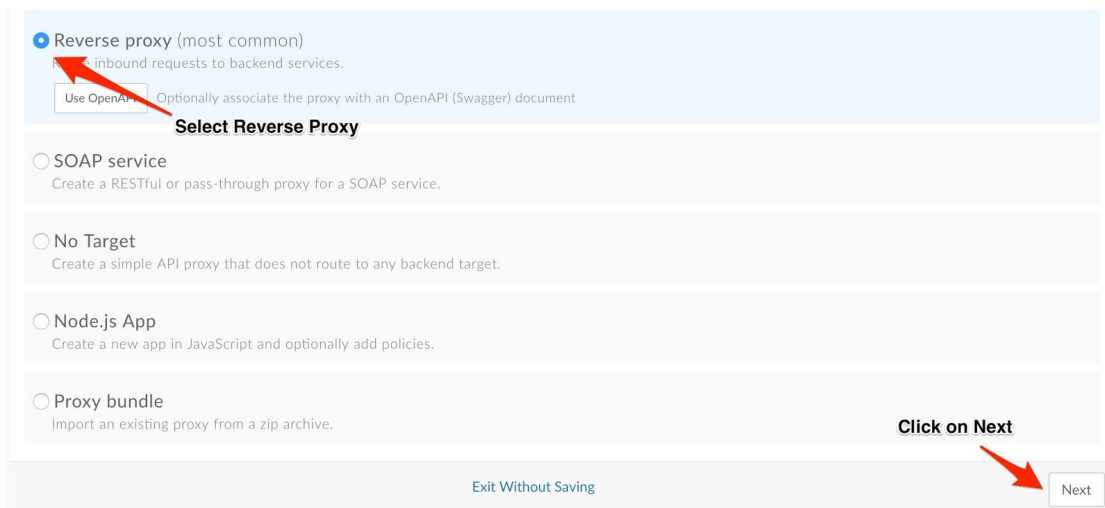 Reverse proxy (most common)
inbound requests to backend services.
Use OpenAPI Optionally associate the proxy with an OpenAPI (Swagger) document
Select Reverse Proxy
SOAP service
Create a RESTful or pass-through proxy for a SOAP service.
No Target
Create a simple API proxy that does not route to any backend target.
Node.js App
Create a new app in JavaScript and optionally add policies.
Proxy bundle
Import an existing proxy from a zip archive.
Click on Next
Exit Without Saving
Next